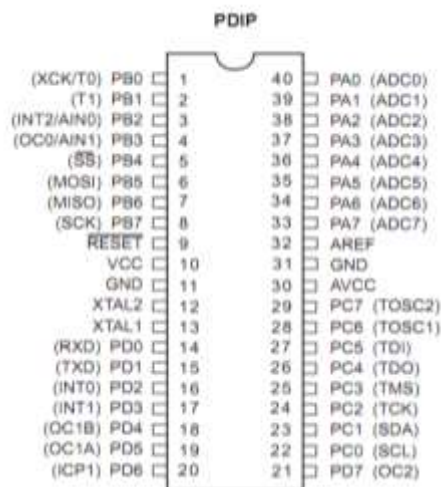 PDIP
(XCK/T0) PB0 1 40 PA0 (ADC0)
(T1) PB1 2 39 PA1 (ADC1)
(INT2/AIN0) PB2 3 38 PA2 (ADC2)
(OC0/AIN1) PB3 4 37 PA3 (ADC3)
(S̅S̅) PB4 5 36 PA4 (ADC4)
(MOSI) PB5 6 35 PA5 (ADC5)
(MISO) PB6 7 34 PA6 (ADC6)
(SCK) PB7 8 33 PA7 (ADC7)
R̅E̅S̅E̅T̅ 9 32 AREF
VCC 10 31 GND
GND 11 30 AVCC
XTAL2 12 29 PC7 (TOSC2)
XTAL1 13 28 PC6 (TOSC1)
(RXD) PD0 14 27 PC5 (TDI)
(TXD) PD1 15 26 PC4 (TDO)
(INT0) PD2 16 25 PC3 (TMS)
(INT1) PD3 17 24 PC2 (TCK)
(OC1B) PD4 18 23 PC1 (SDA)
(OC1A) PD5 19 22 PC0 (SCL)
(ICP1) PD6 20 21 PD7 (OC2)